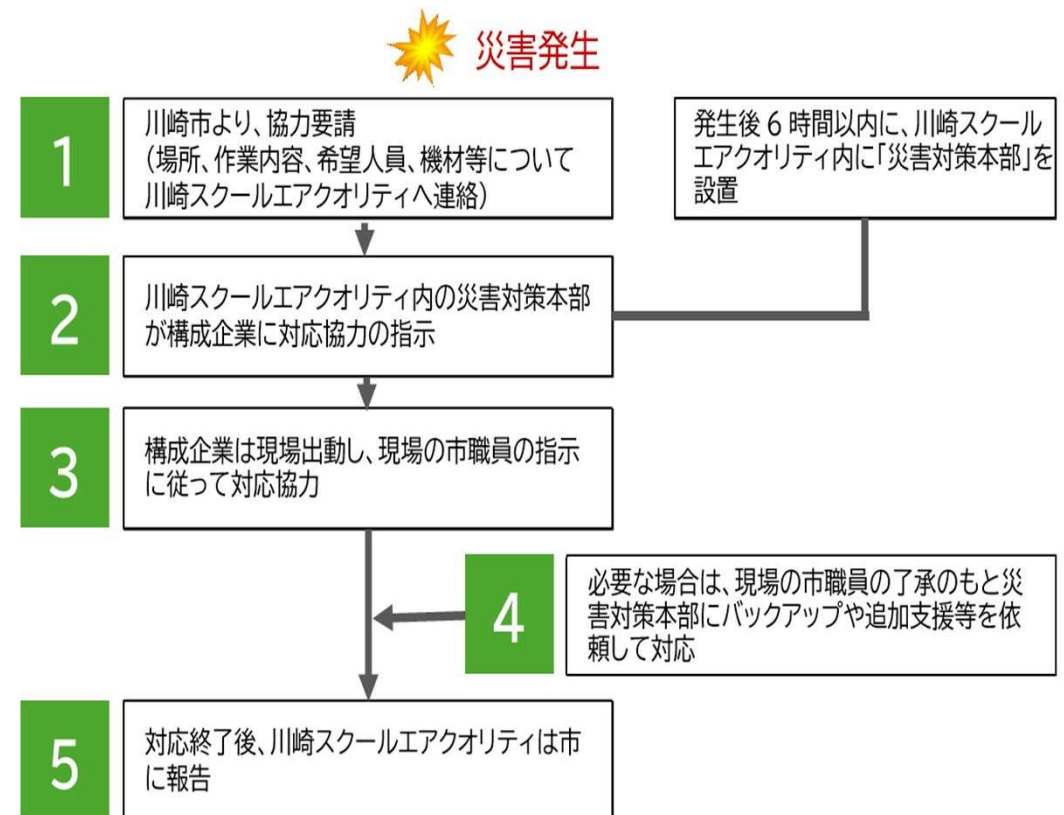 災害発生
1
川崎市より、協力要請
（場所、作業内容、希望人員、機材等について
川崎スクールエアクオリティへ連絡）
発生後6時間以内に、川崎スクール
エアクオリティ内に「災害対策本部」を
設置
2
川崎スクールエアクオリティ内の災害対策本部
が構成企業に対応協力の指示
3
構成企業は現場出動し、現場の市職員の指示
に従って対応協力
4
必要な場合は、現場の市職員の了承のもと災
害対策本部にバックアップや追加支援等を依
頼して対応
5
対応終了後、川崎スクールエアクオリティは市
に報告